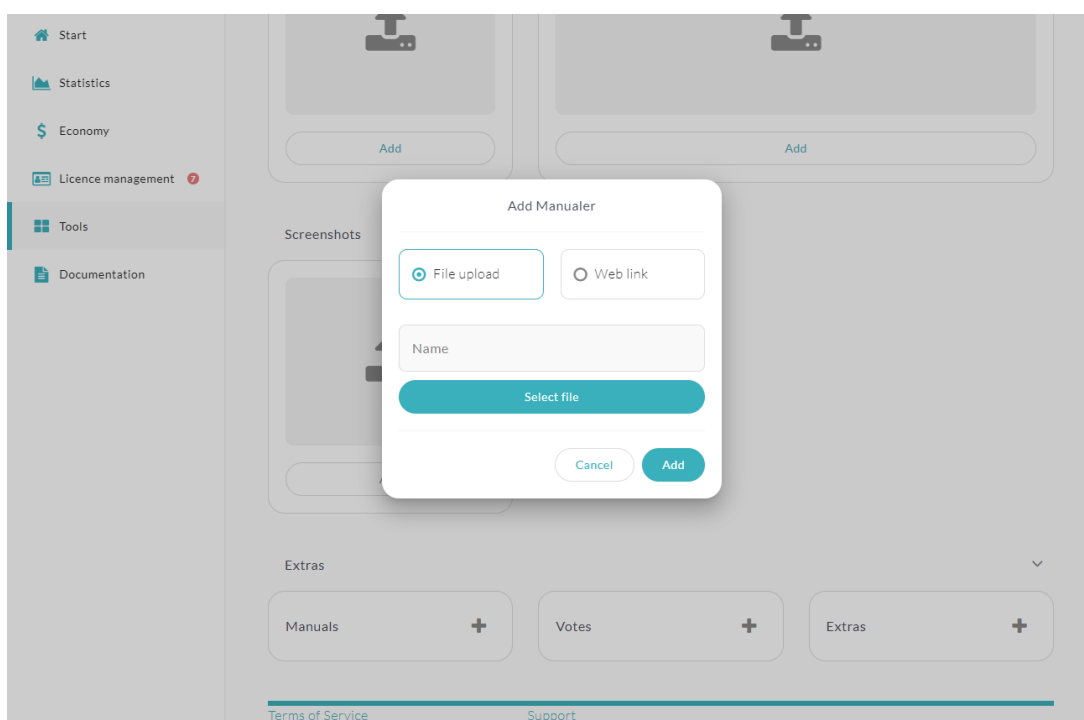 Start
Statistics
Economy
Licence management 7
Tools
Documentation
Add
Add
Screenshots
Add Manualer
File upload
Web link
Name
Select file
Cancel
Add
Extras
Manuals
Votes
Extras
Terms of Service
Support